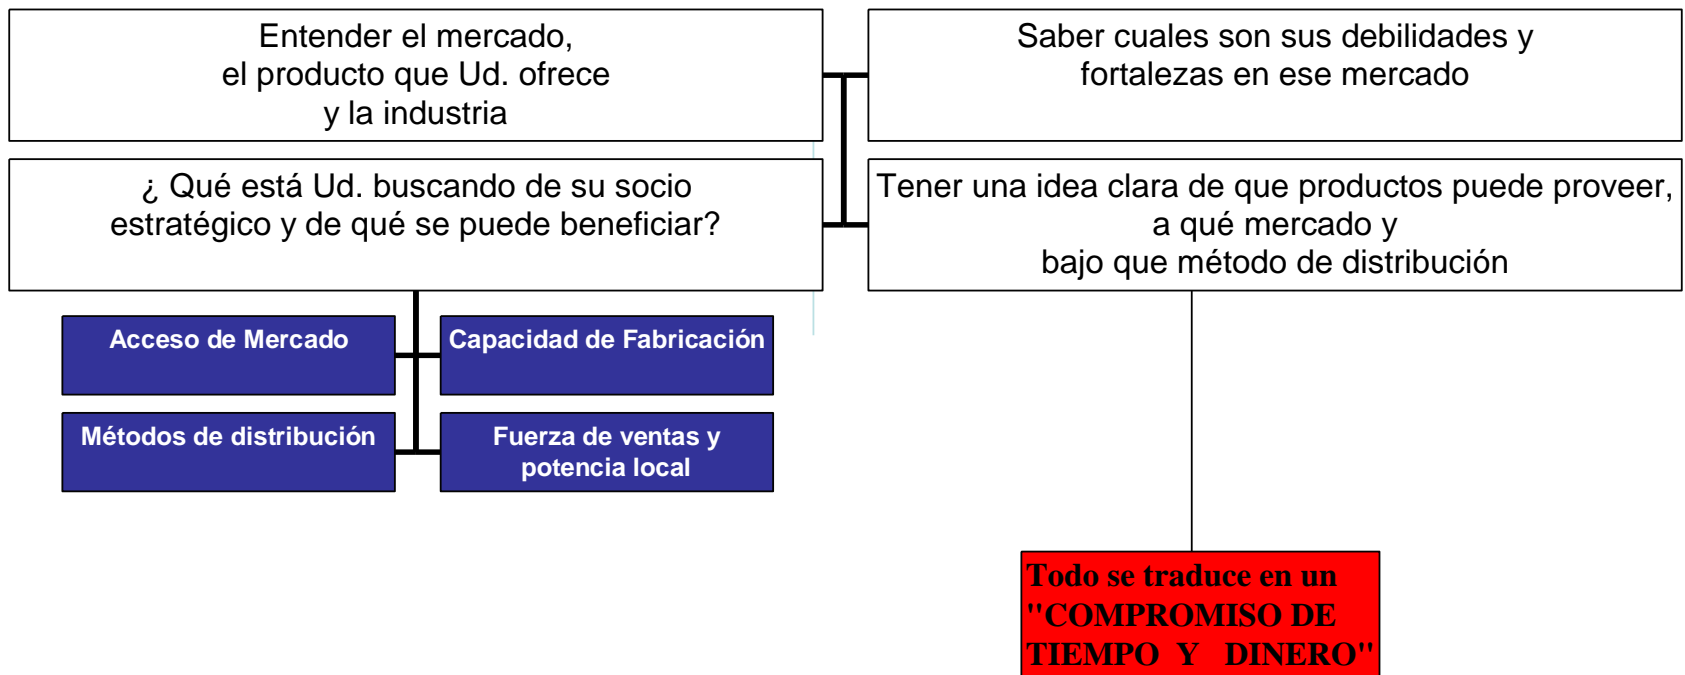 Entender el mercado,
el producto que Ud. ofrece
y la industria
Saber cuales son sus debilidades y
fortalezas en ese mercado
¿ Qué está Ud. buscando de su socio
estratégico y de qué se puede beneficiar?
Tener una idea clara de que productos puede proveer,
a qué mercado y
bajo que método de distribución
Acceso de Mercado
Capacidad de Fabricación
Métodos de distribución
Fuerza de ventas y
potencia local
Todo se traduce en un
"COMPROMISO DE
TIEMPO Y DINERO"